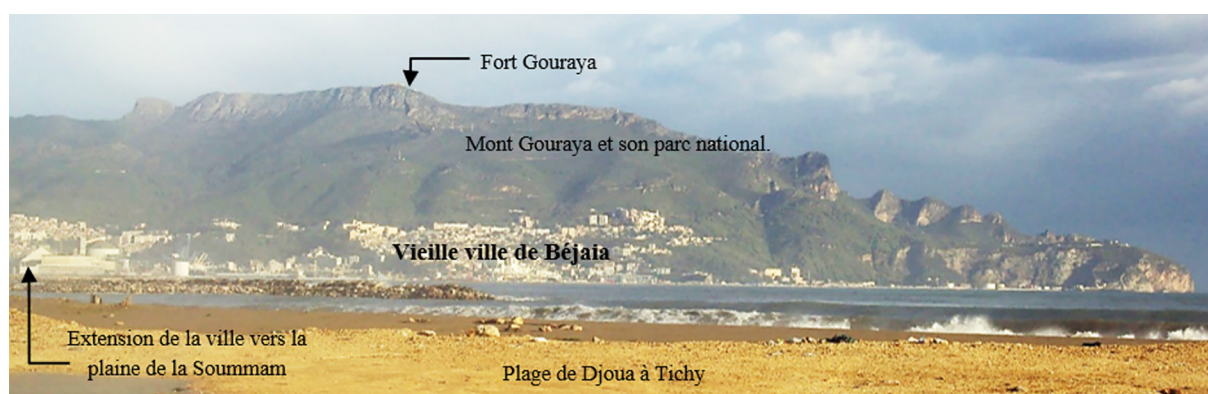 Fort Gouraya
Mont Gouraya et son parc national.
Vieille ville de Béjaia
Extension de la ville vers la
plaine de la Soummam
Plage de Djoua à Tichy